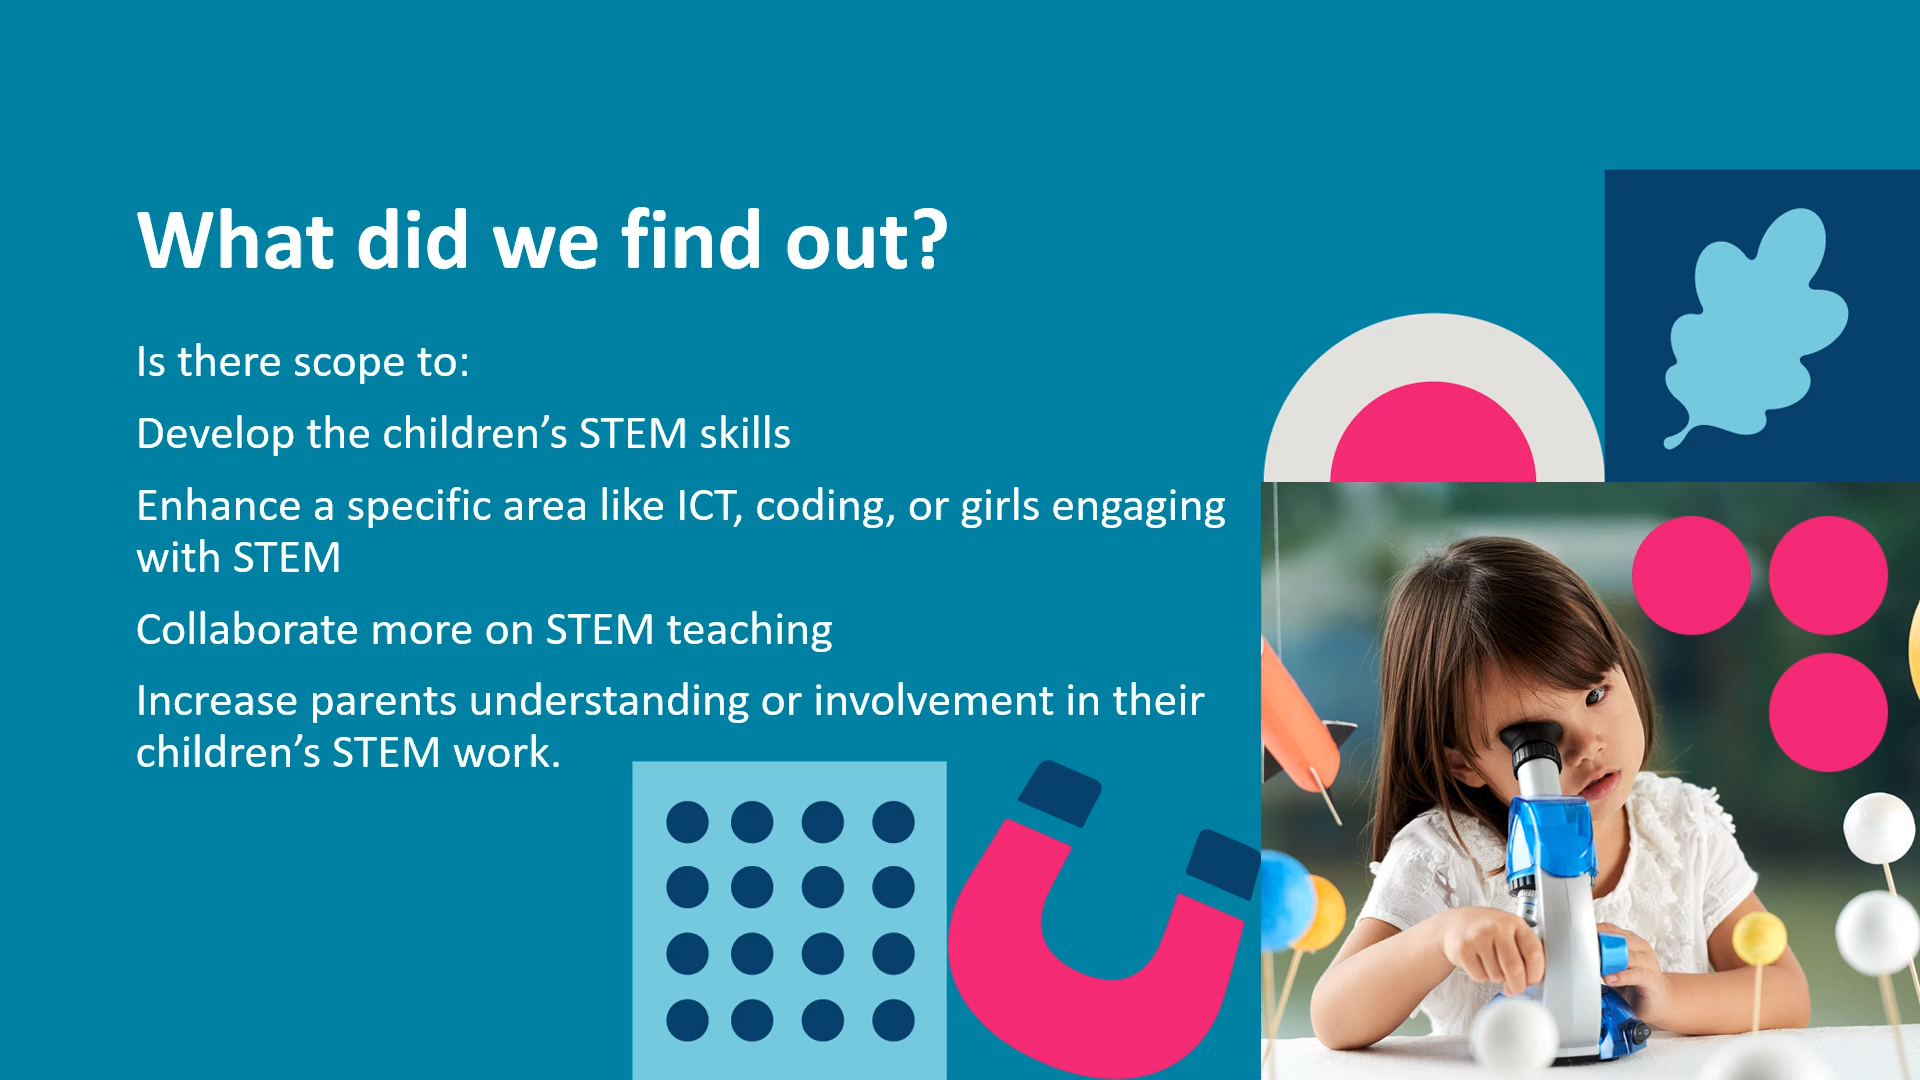 What did we find out?
Is there scope to:
Develop the children’s STEM skills
Enhance a specific area like ICT, coding, or girls engaging
with STEM
Collaborate more on STEM teaching
Increase parents understanding or involvement in their
children’s STEM work.